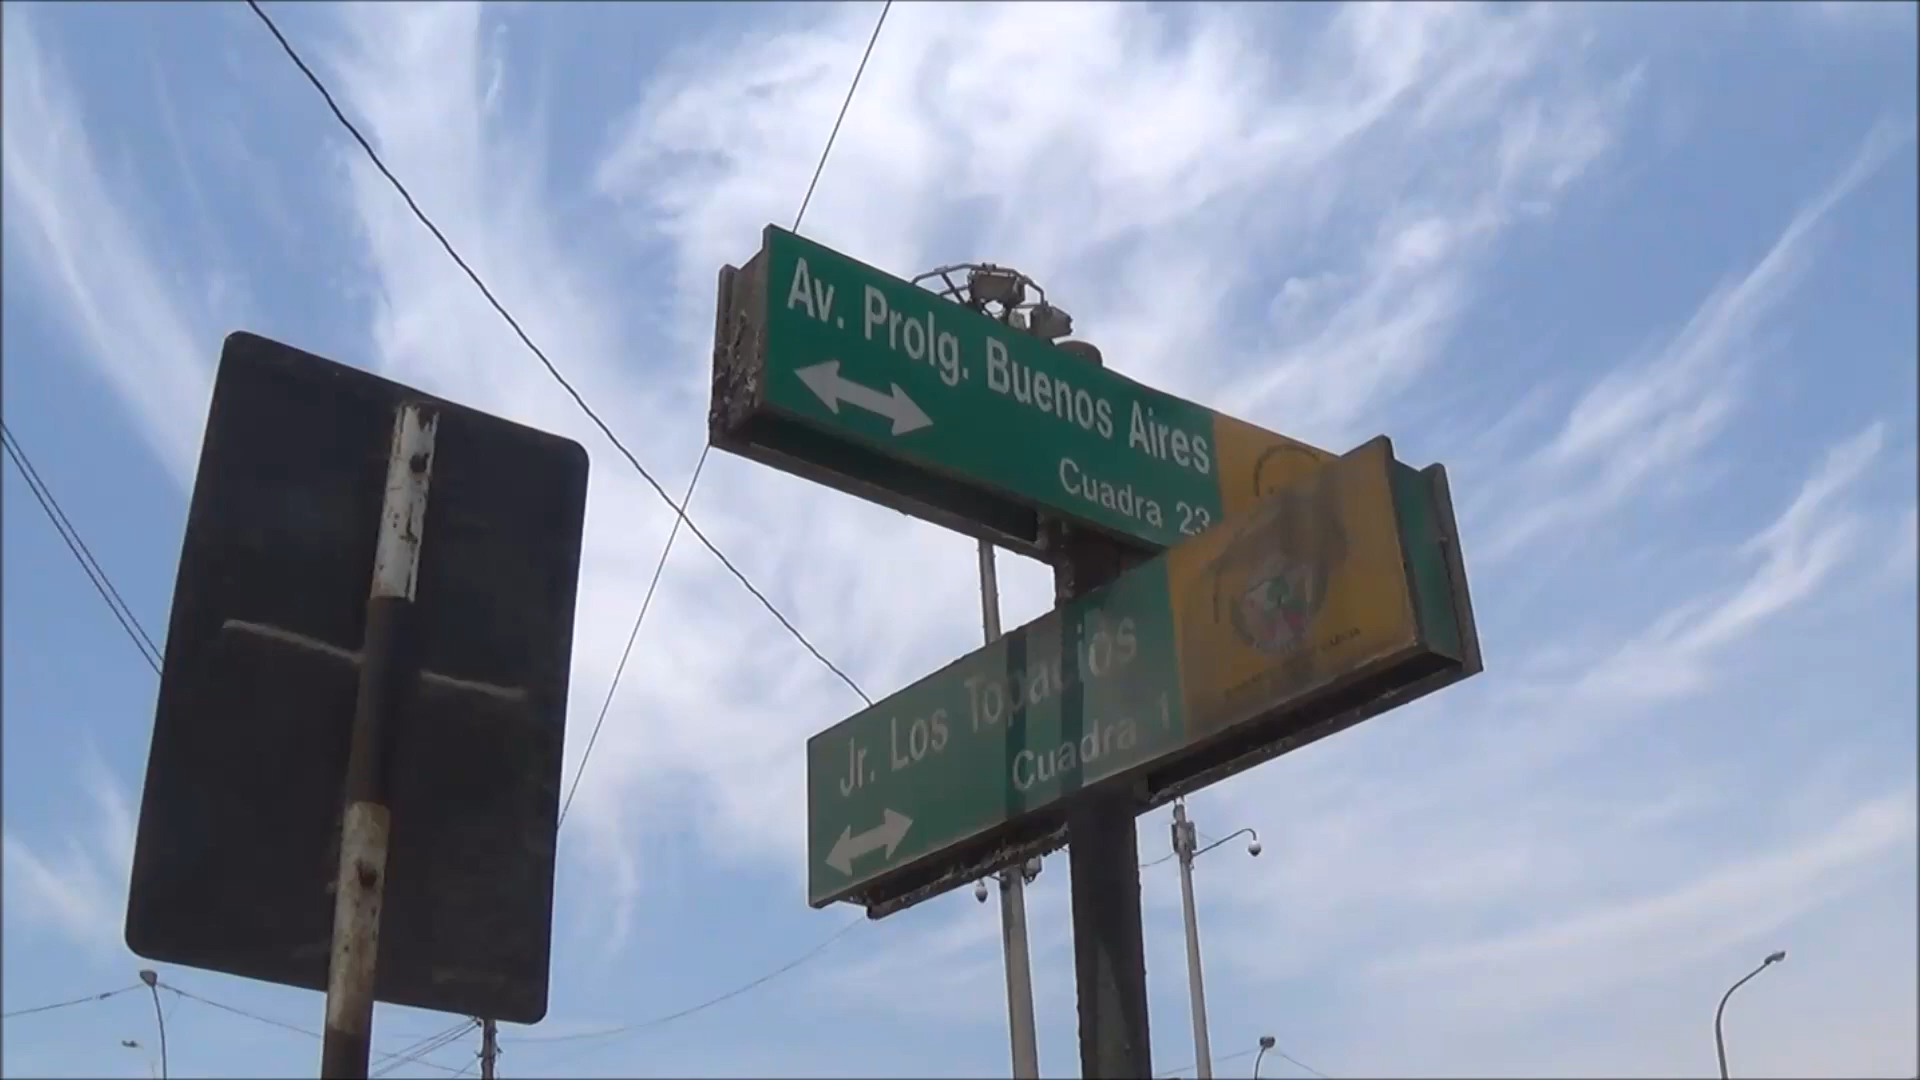 Av. Prolg. Buenos Aires
Cuadra 23
Jr. Los Topacios
Cuadra 1